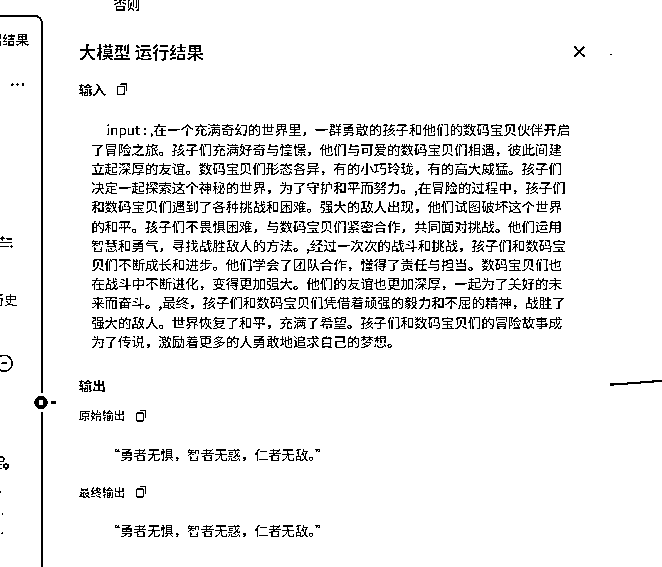 否则
结果
大模型 运行结果
输入
input:,在一个充满奇幻的世界里，一群勇敢的孩子和他们的数码宝贝伙伴开启
了冒险之旅。孩子们充满好奇与憧憬，他们与可爱的数码宝贝们相遇，彼此间建
立起深厚的友谊。数码宝贝们形态各异，有的小巧玲珑，有的高大威猛。孩子们
决定一起探索这个神秘的世界，为了守护和平而努力。,在冒险的过程中，孩子们
和数码宝贝们遇到了各种挑战和困难。强大的敌人出现，他们试图破坏这个世界
的和平。孩子们不畏惧困难，与数码宝贝们紧密合作，共同面对挑战。他们运用
智慧和勇气，寻找战胜敌人的方法。,经过一次次的战斗和挑战，孩子们和数码宝
贝们不断成长和进步。他们学会了团队合作，懂得了责任与担当。数码宝贝们也
在战斗中不断进化，变得更加强大。他们的友谊也更加深厚，一起为了美好的未
来而奋斗。,最终，孩子们和数码宝贝们凭借着顽强的毅力和不屈的精神，战胜了
强大的敌人。世界恢复了和平，充满了希望。孩子们和数码宝贝们的冒险故事成
为了传说，激励着更多的人勇敢地追求自己的梦想。
历史
输出
原始输出
“勇者无惧，智者无惑，仁者无敌。”
最终输出
“勇者无惧，智者无惑，仁者无敌。”